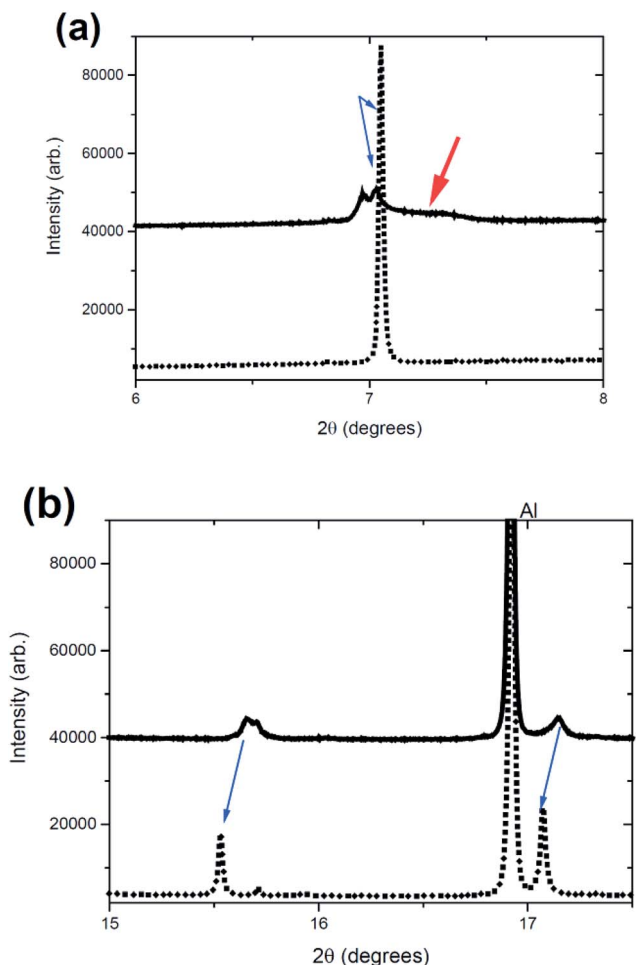 (a)
80000
60000
40000
20000
Intensity (arb.)
6
7
8
2θ (degrees)
(b)
Al
80000
60000
40000
20000
Intensity (arb.)
15
16
17
2θ (degrees)